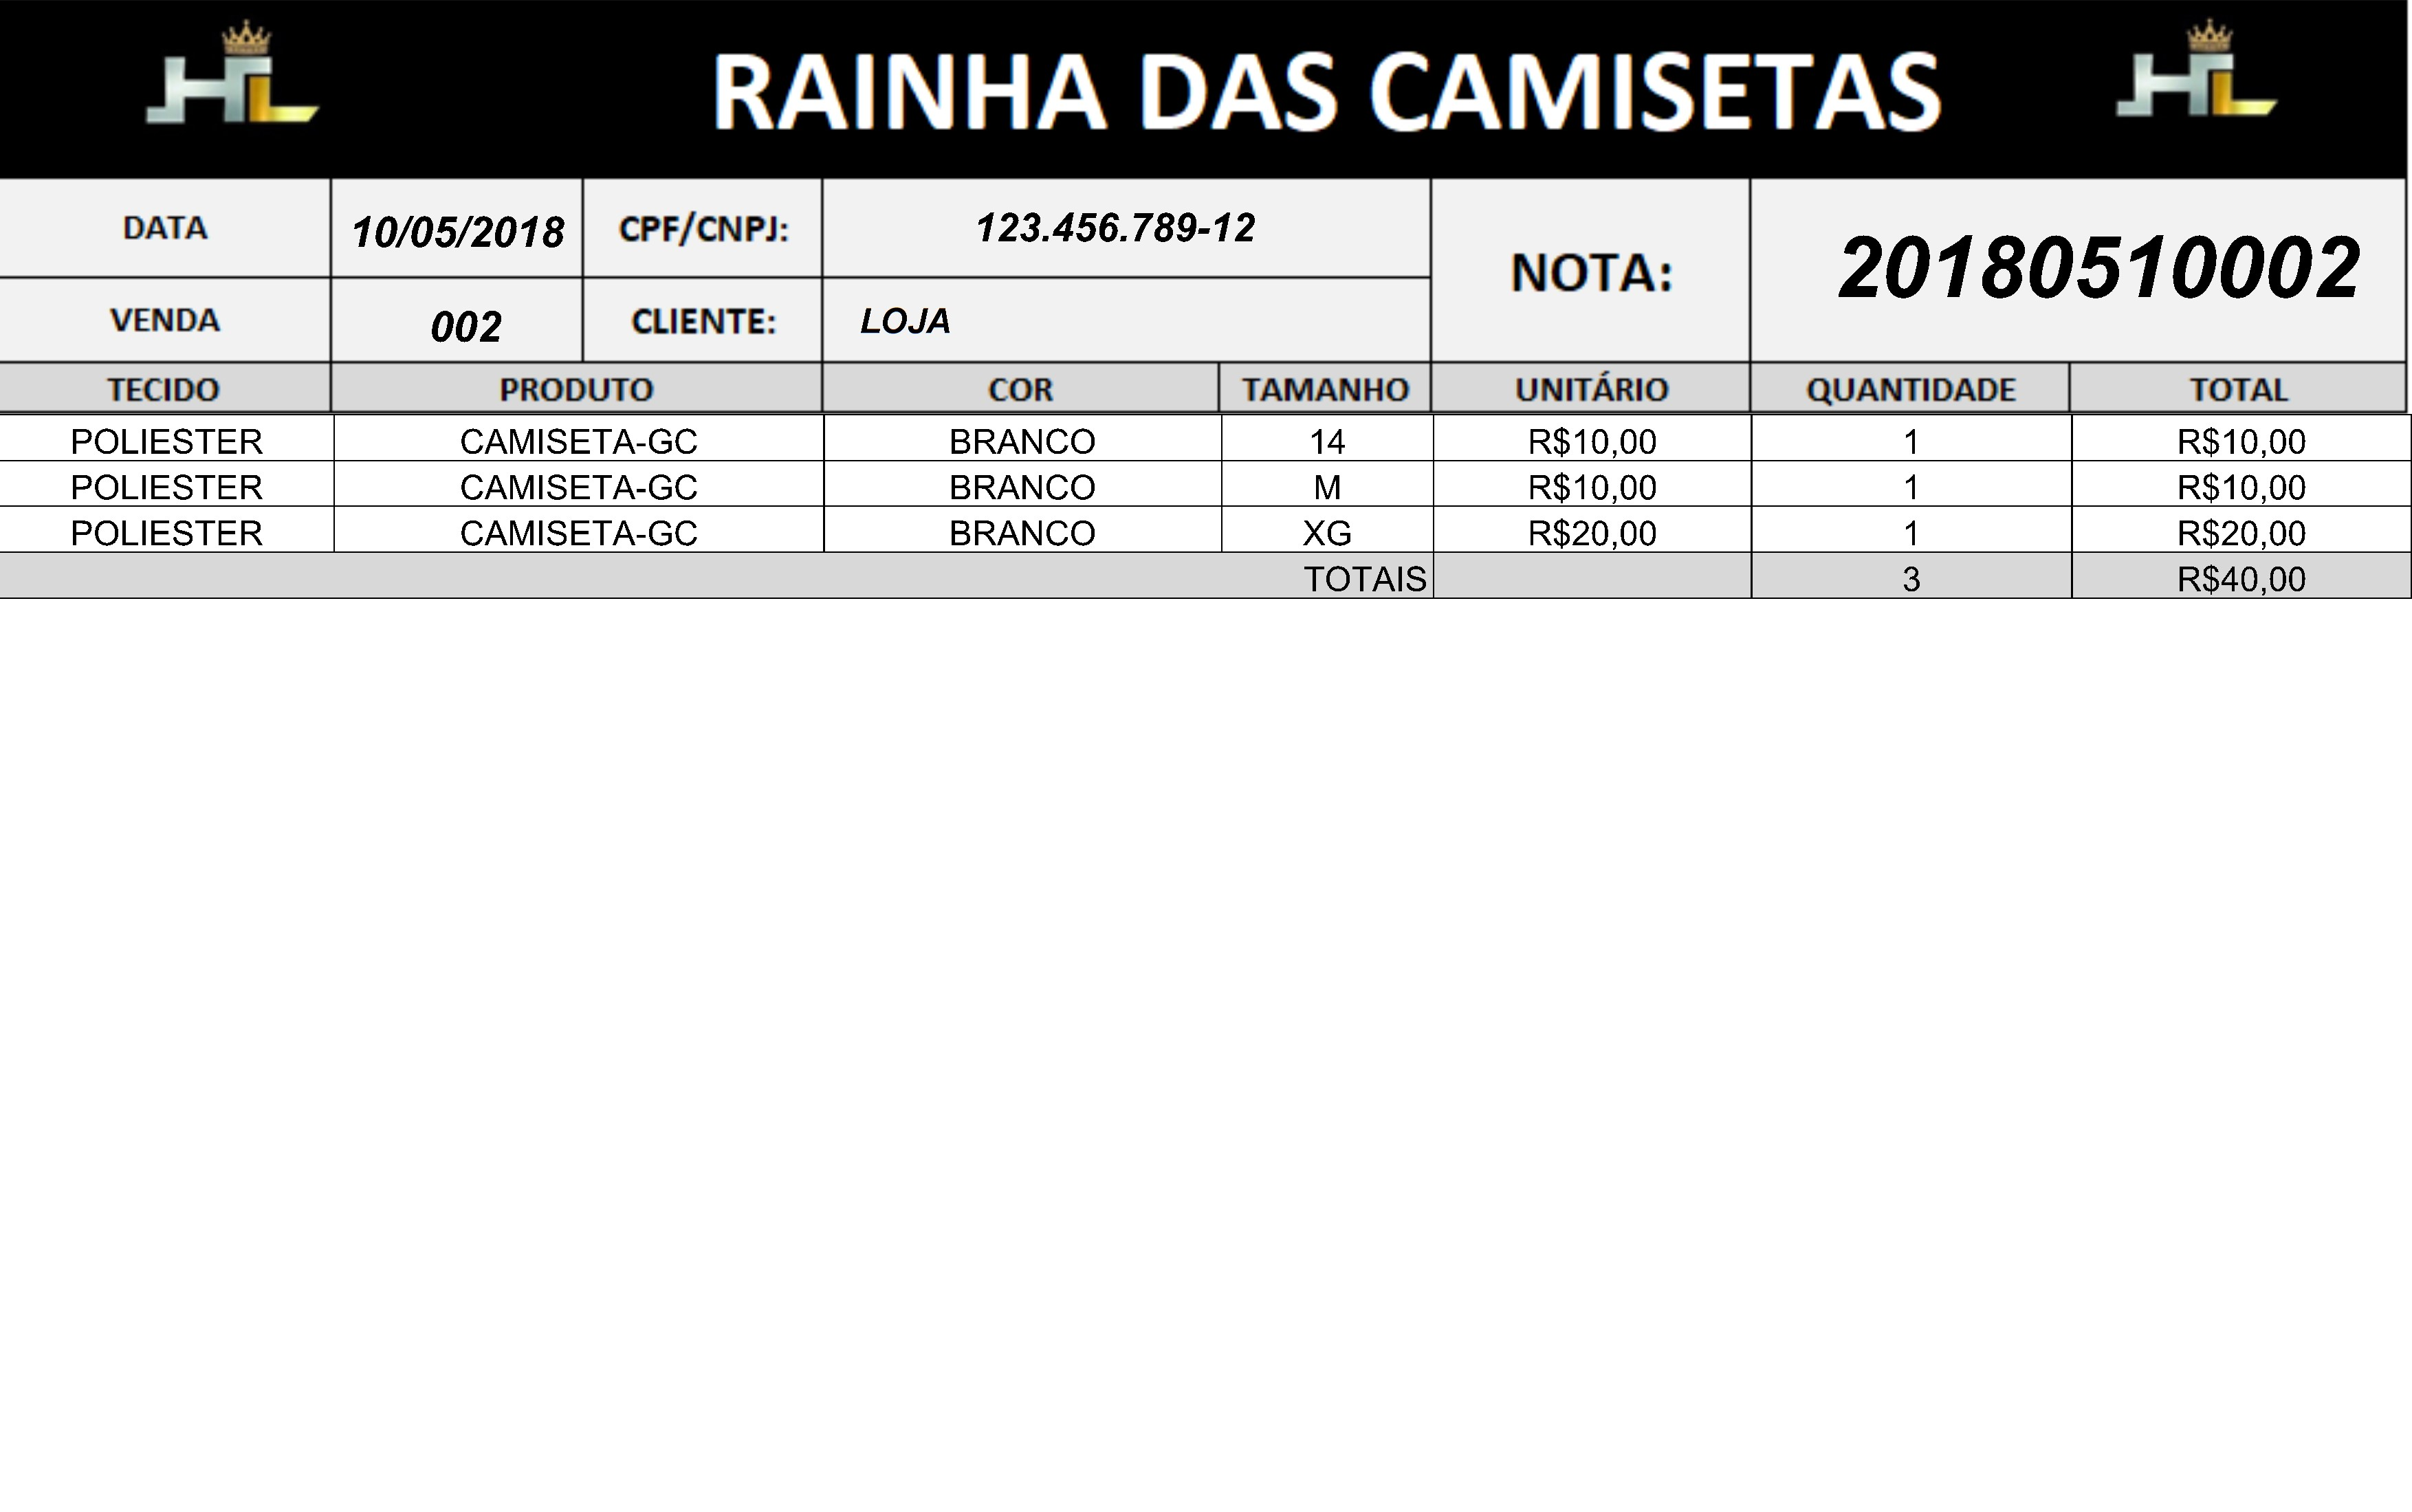 HL RAINHA DAS CAMISETAS HL
DATA 10/05/2018 CPF/CNPJ: 123.456.789-12
NOTA: 20180510002
VENDA 002 CLIENTE: LOJA
TECIDO PRODUTO COR TAMANHO UNITÁRIO QUANTIDADE TOTAL
POLIESTER CAMISETA-GC BRANCO 14 R$10,00 1 R$10,00
POLIESTER CAMISETA-GC BRANCO M R$10,00 1 R$10,00
POLIESTER CAMISETA-GC BRANCO XG R$20,00 1 R$20,00
TOTAIS 3 R$40,00